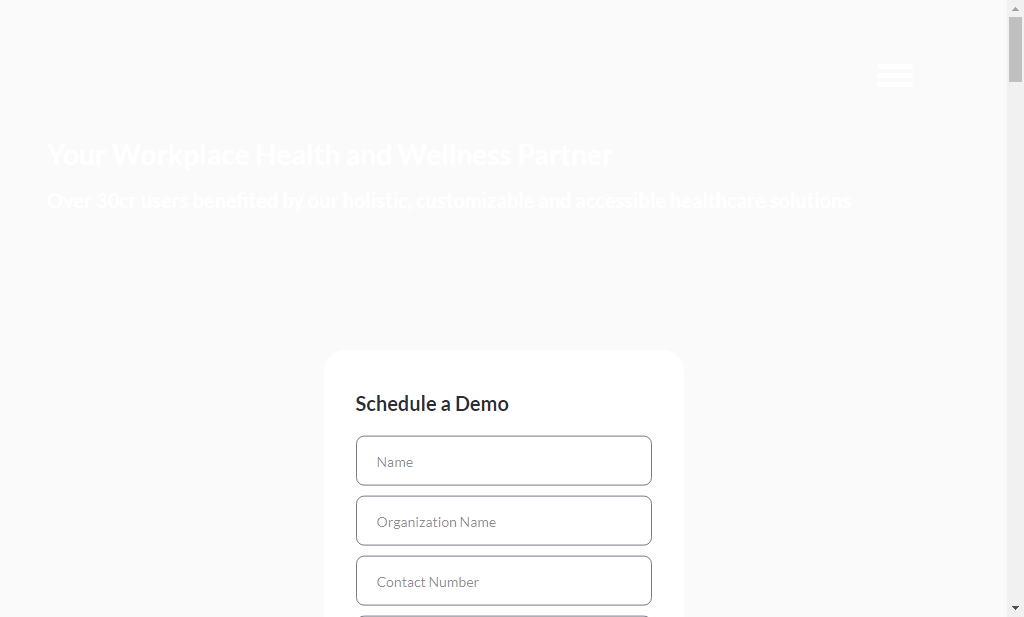 Your Workplace Health and Wellness Partner
Over 30cr users benefited by our holistic, customizable and accessible healthcare solutions
Schedule a Demo
Name
Organization Name
Contact Number